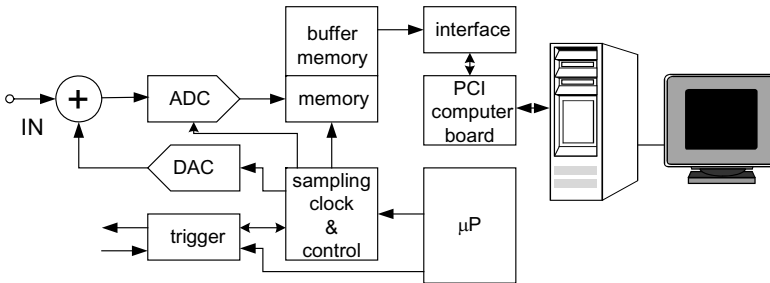 buffer
memory
interface
IN
+
ADC
memory
PCI
computer
board
DAC
sampling
clock
&
control
μP
trigger